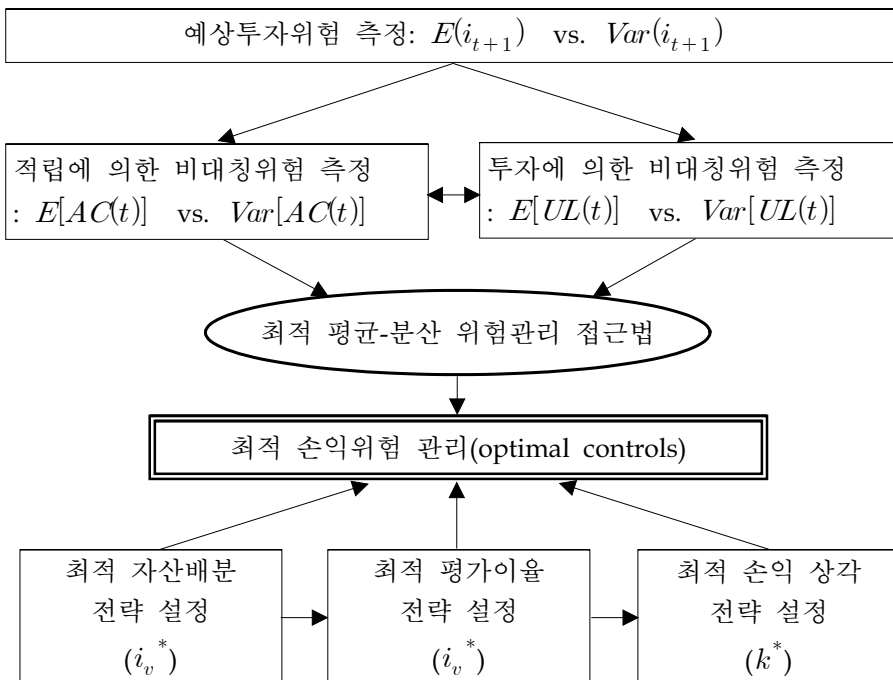 예상투자위험 측정: E(i_{t+1}) vs. Var(i_{t+1})
적립에 의한 비대칭위험 측정
: E[AC(t)] vs. Var[AC(t)]
투자에 의한 비대칭위험 측정
: E[UL(t)] vs. Var[UL(t)]
최적 평균-분산 위험관리 접근법
최적 손익위험 관리(optimal controls)
최적 자산배분
전략 설정
(i_v^*)
최적 평가이율
전략 설정
(i_v^*)
최적 손익 상각
전략 설정
(k^*)